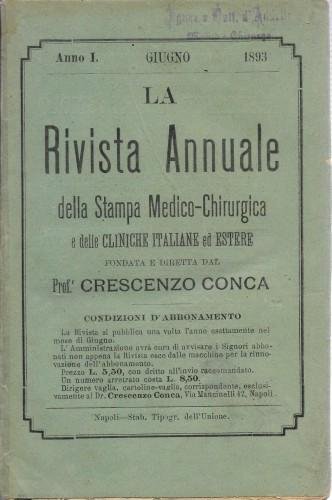 Anno I. GIUGNO 1893
LA
Rivista Annuale
della Stampa Medico-Chirurgica
e delle CLINICHE ITALIANE ed ESTERE
FONDATA E DIRETTA DAL
Prof.r CRESCENZO CONCA
CONDIZIONI D'ABBONAMENTO
La Rivista si pubblica una volta l'anno esattamente nel
mese di Giugno.
L'Amministrazione avrà cura di avvisare i Signori abbo-
nati non appena la Rivista esce dalle macchine per la rinno-
vazione dell'abbonamento.
Prezzo L. 5,50, con dritto all'invio raccomandato.
Un numero arretrato costa L. 8,50.
Dirigere vaglia, cartoline-vaglia, corrispondente, esclusi-
vamente al Dr. Crescenzo Conca, Via Mancinelli 42, Napoli.
Napoli—Stab. Tipogr. dell'Unione.